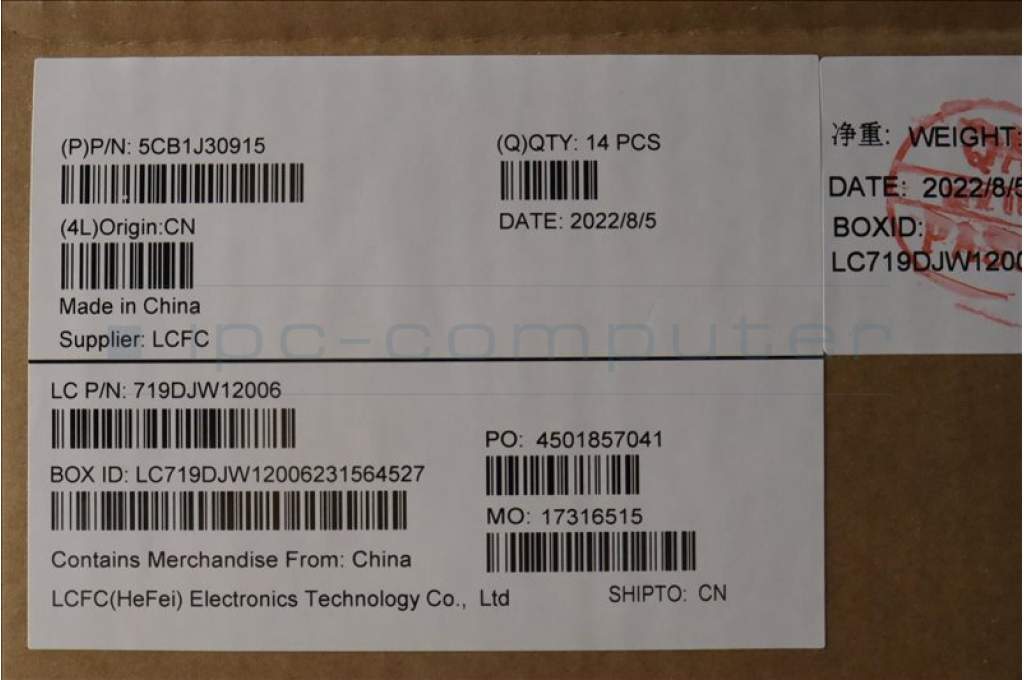 (P)P/N: 5CB1J30915
(Q)QTY: 14 PCS
(4L)Origin:CN
DATE: 2022/8/5
Made in China
Supplier: LCFC
净重: WEIGHT:
DATE: 2022/8/5
BOXID:
LC719DJW1200
ipc-computer
LC P/N: 719DJW12006
PO: 4501857041
BOX ID: LC719DJW12006231564527
MO: 17316515
Contains Merchandise From: China
LCFC(HeFei) Electronics Technology Co., Ltd
SHIPTO: CN